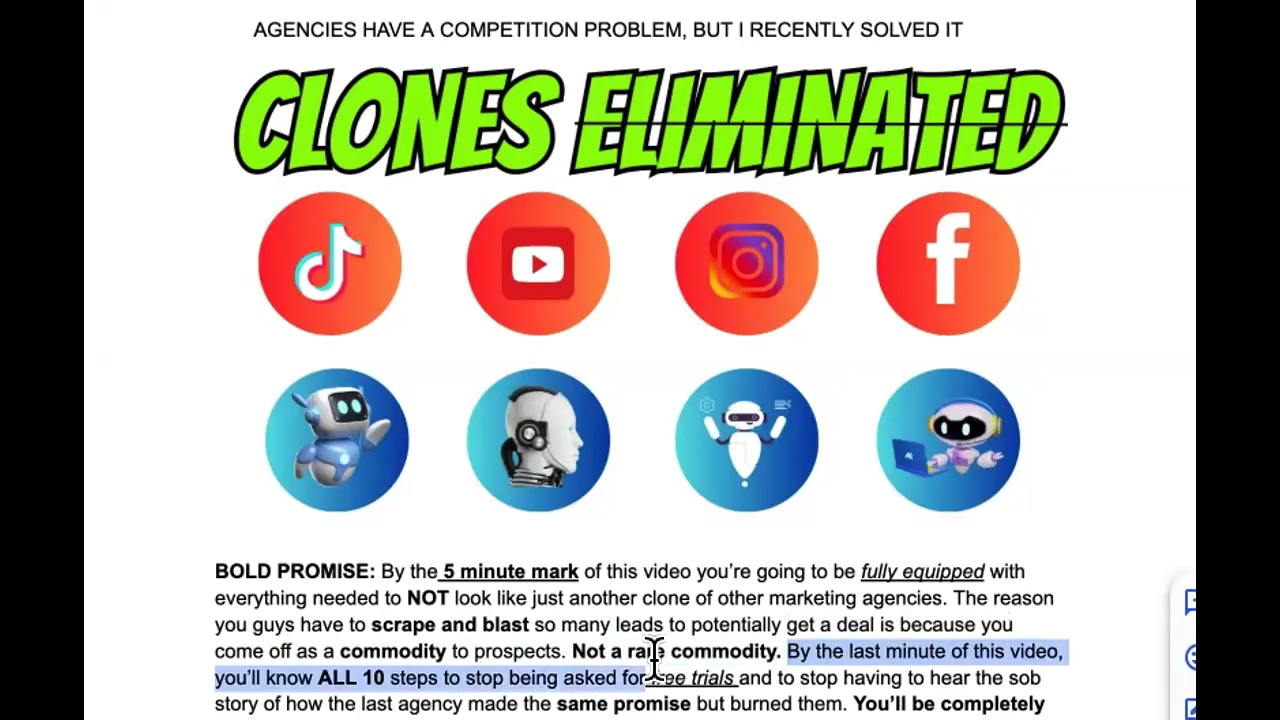 AGENCIES HAVE A COMPETITION PROBLEM, BUT I RECENTLY SOLVED IT
CLONES ELIMINATED
BOLD PROMISE: By the 5 minute mark of this video you’re going to be fully equipped with
everything needed to NOT look like just another clone of other marketing agencies. The reason
you guys have to scrape and blast so many leads to potentially get a deal is because you
come off as a commodity to prospects. Not a rare commodity. By the last minute of this video,
you’ll know ALL 10 steps to stop being asked for free trials and to stop having to hear the sob
story of how the last agency made the same promise but burned them. You’ll be completely